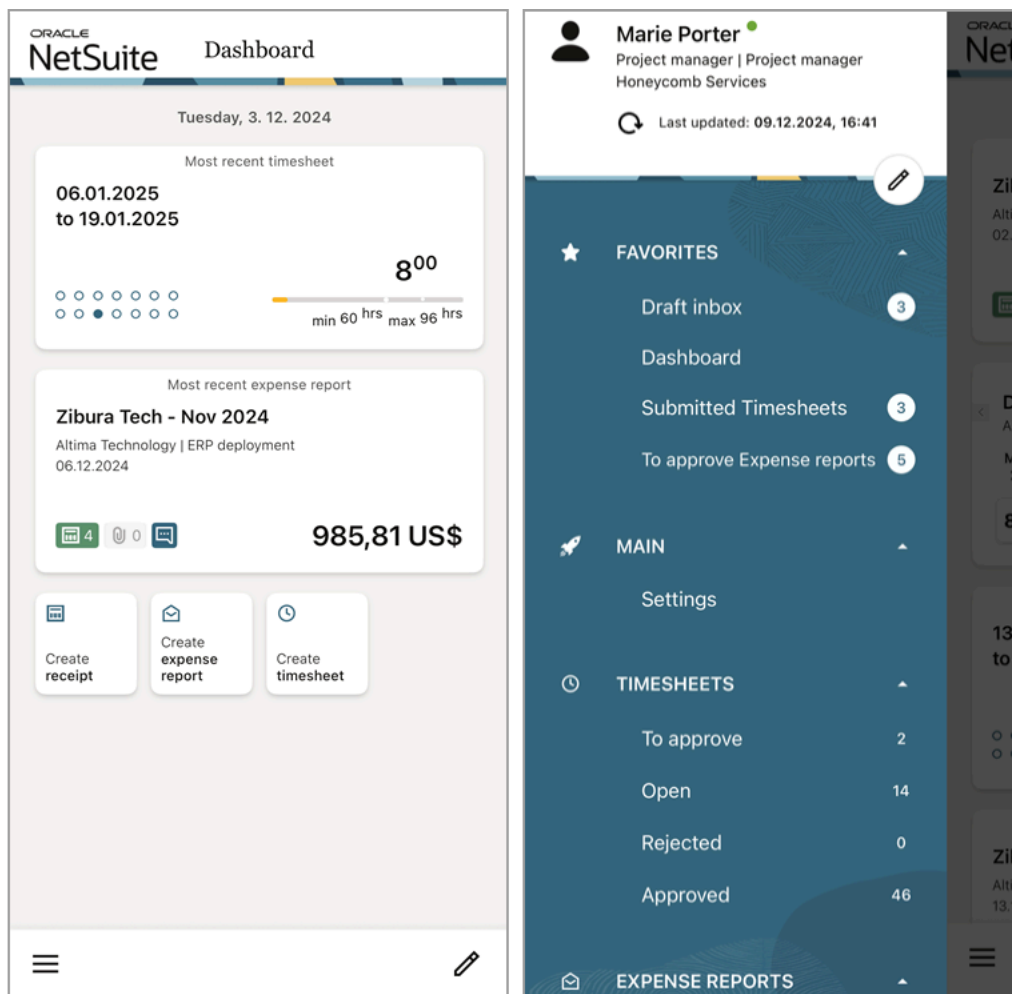 ORACLE
NetSuite
Dashboard
Tuesday, 3. 12. 2024
Most recent timesheet
06.01.2025
to 19.01.2025
8⁰⁰
min 60 hrs max 96 hrs
Most recent expense report
Zibura Tech - Nov 2024
Altima Technology | ERP deployment
06.12.2024
4
0
985,81 US$
Create
receipt
Create
expense
report
Create
timesheet
Marie Porter
Project manager | Project manager
Honeycomb Services
Last updated: 09.12.2024, 16:41
FAVORITES
Draft inbox 3
Dashboard
Submitted Timesheets 3
To approve Expense reports 5
MAIN
Settings
TIMESHEETS
To approve 2
Open 14
Rejected 0
Approved 46
EXPENSE REPORTS
13
to